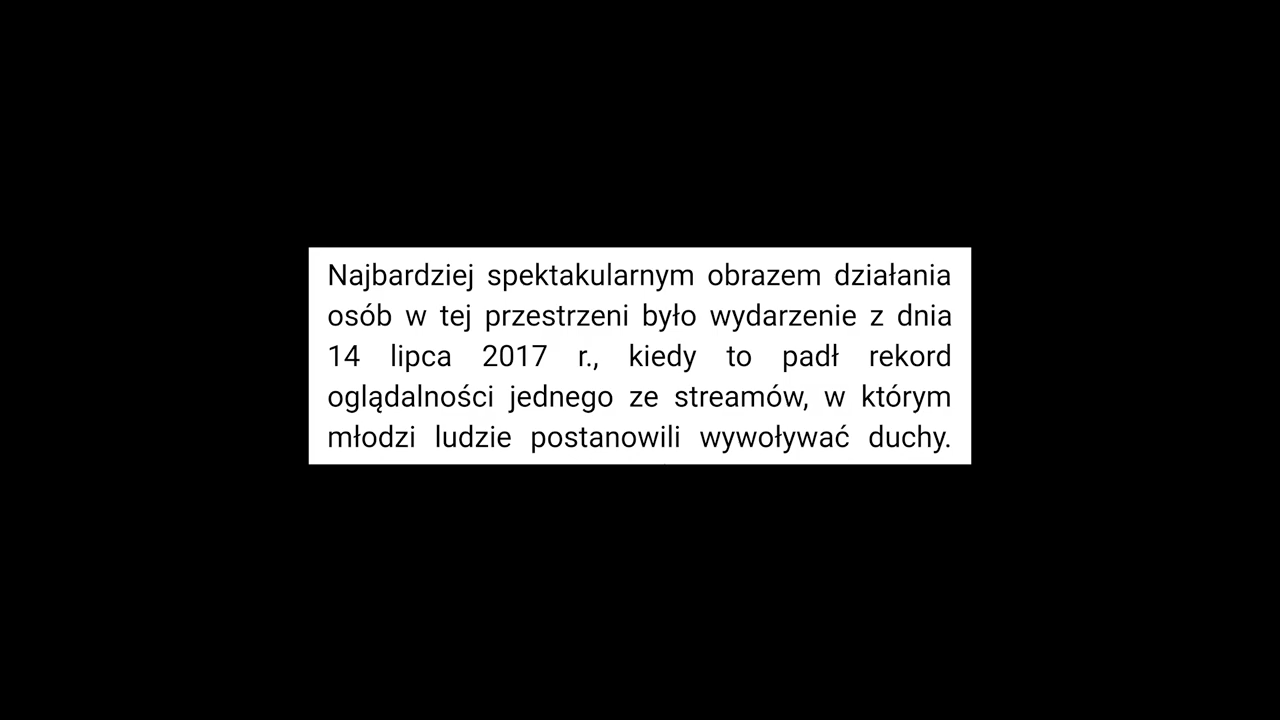 Najbardziej spektakularnym obrazem działania
osób w tej przestrzeni było wydarzenie z dnia
14 lipca 2017 r., kiedy to padł rekord
oglądalności jednego ze streamów, w którym
młodzi ludzie postanowili wywoływać duchy.